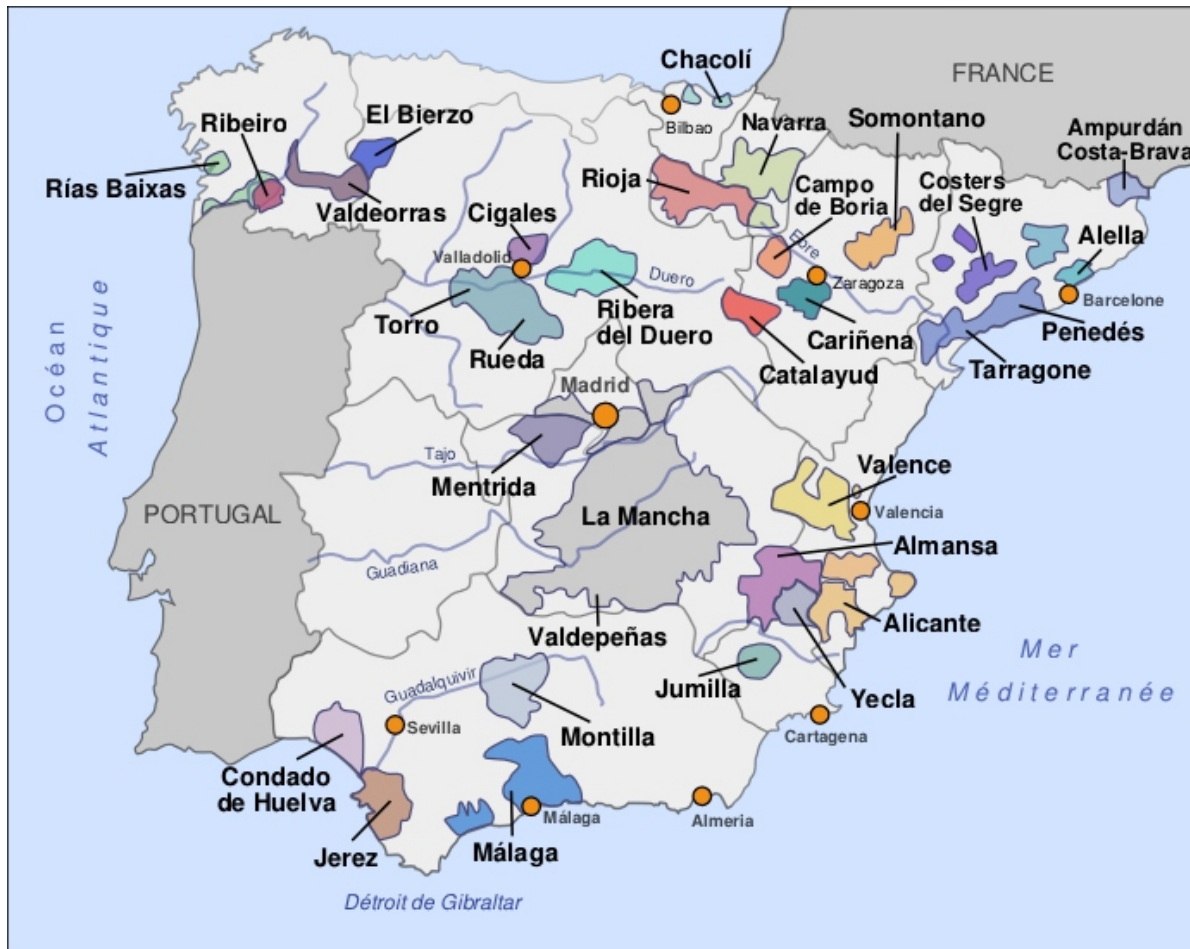 Chacolí
FRANCE
Bilbao
El Bierzo
Ribeiro
Navarra
Somontano
Ampurdán
Costa-Brava
Rías Baixas
Rioja
Campo
de Boria
Costers
del Segre
Valdeorras
Cigales
Ebre
Alella
Valladolid
Duero
Zaragoza
Barcelone
Torro
Ribera
del Duero
Rueda
Cariñena
Penedés
Catalayud
Tarragone
Océán
Atlantique
Madrid
Tajo
Mentrida
Valence
PORTUGAL
La Mancha
Valencia
Almansa
Guadiana
Valdepeñas
Alicante
Mer
Méditerranée
Guadalquivir
Jumilla
Yecla
Sevilla
Montilla
Cartagena
Condado
de Huelva
Málaga
Almeria
Jerez
Málaga
Détroit de Gibraltar